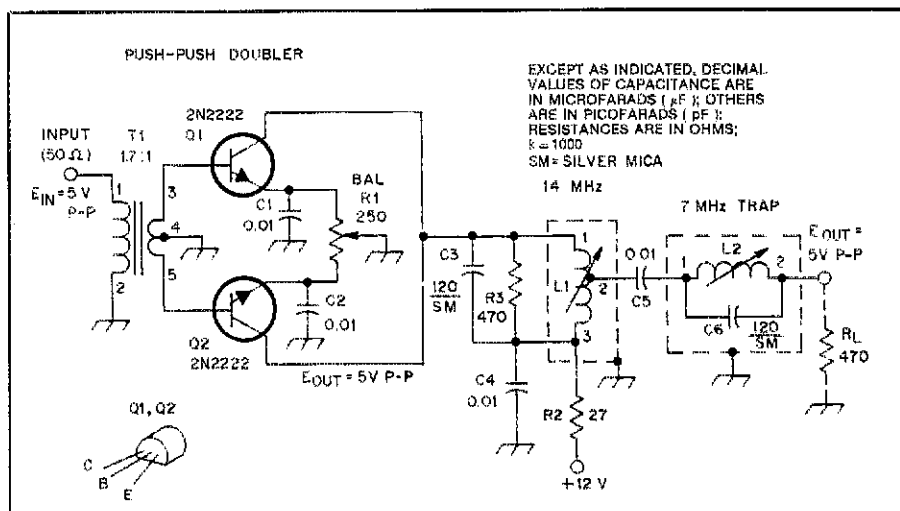 PUSH-PUSH DOUBLER
EXCEPT AS INDICATED, DECIMAL
VALUES OF CAPACITANCE ARE
IN MICROFARADS ( µF ); OTHERS
ARE IN PICOFARADS ( pF );
RESISTANCES ARE IN OHMS;
k = 1000
SM = SILVER MICA
2N2222
Q1
INPUT
(50Ω)
T1
1.7:1
EIN = 5 V
P-P
1
2
3
4
5
C1
0.01
BAL
R1
250
C2
0.01
Q2
2N2222
EOUT = 5V P-P
C3
120
SM
R3
470
C4
0.01
14 MHz
1
L1
2
3
R2
27
+12 V
0.01
C5
7 MHz TRAP
L2
1
2
C6
120
SM
EOUT =
5V P-P
RL
470
Q1, Q2
C
B
E